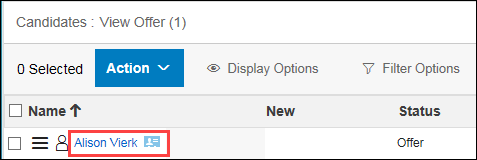 Candidates : View Offer (1)
0 Selected Action Display Options Filter Options
Name New Status
Alison Vierk Offer